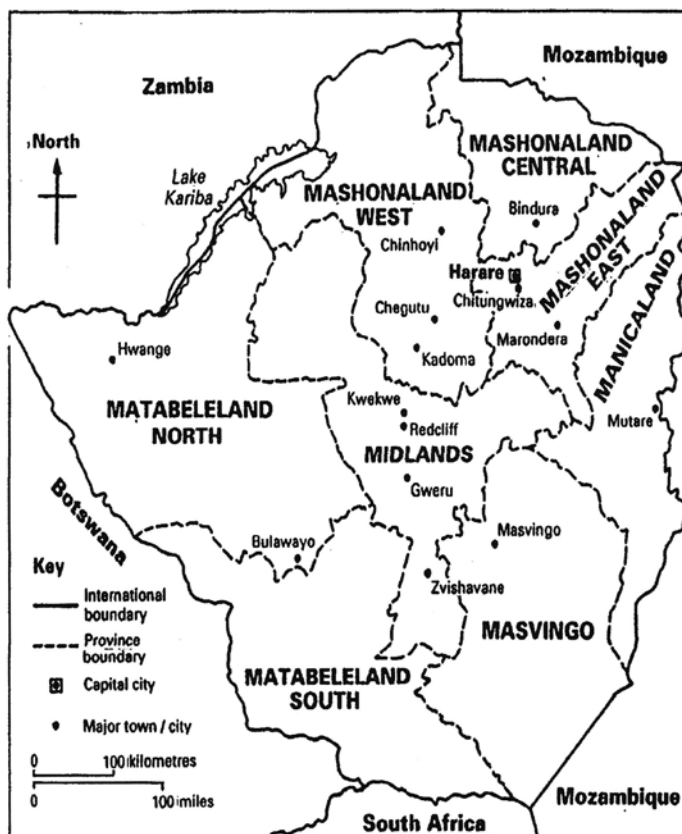 Mozambique
Zambia
North
Lake
Kariba
MASHONALAND
CENTRAL
MASHONALAND
WEST
Bindura
Chinhoyi
MASHONALAND
EAST
Harare
Chitungwiza
MANICALAND
Chegutu
Marondera
Kadoma
Hwange
Kwekwe
Redcliff
MATABELELAND
NORTH
Mutare
MIDLANDS
Gweru
Botswana
Bulawayo
Masvingo
Zvishavane
Key
International
boundary
Province
boundary
Capital city
Major town / city
0 100 kilometres
0 100 miles
MASVINGO
MATABELELAND
SOUTH
Mozambique
South Africa